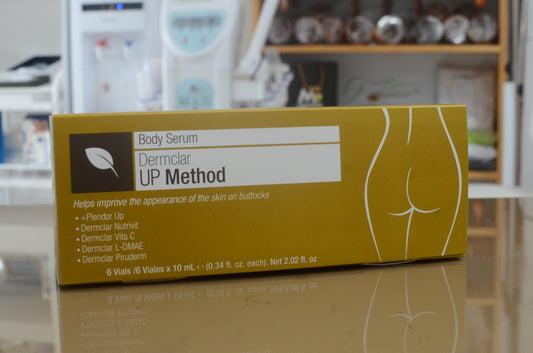 Body Serum
Dermclar
UP Method
Helps improve the appearance of the skin on buttocks
• +Plendor Up
• Dermclar Nutrivit
• Dermclar Vita C
• Dermclar L-DMAE
• Dermclar Piruderm
6 Vials /6 Viales x 10 mL ℮ (0.34 fl. oz. each). Net 2.02 fl. oz